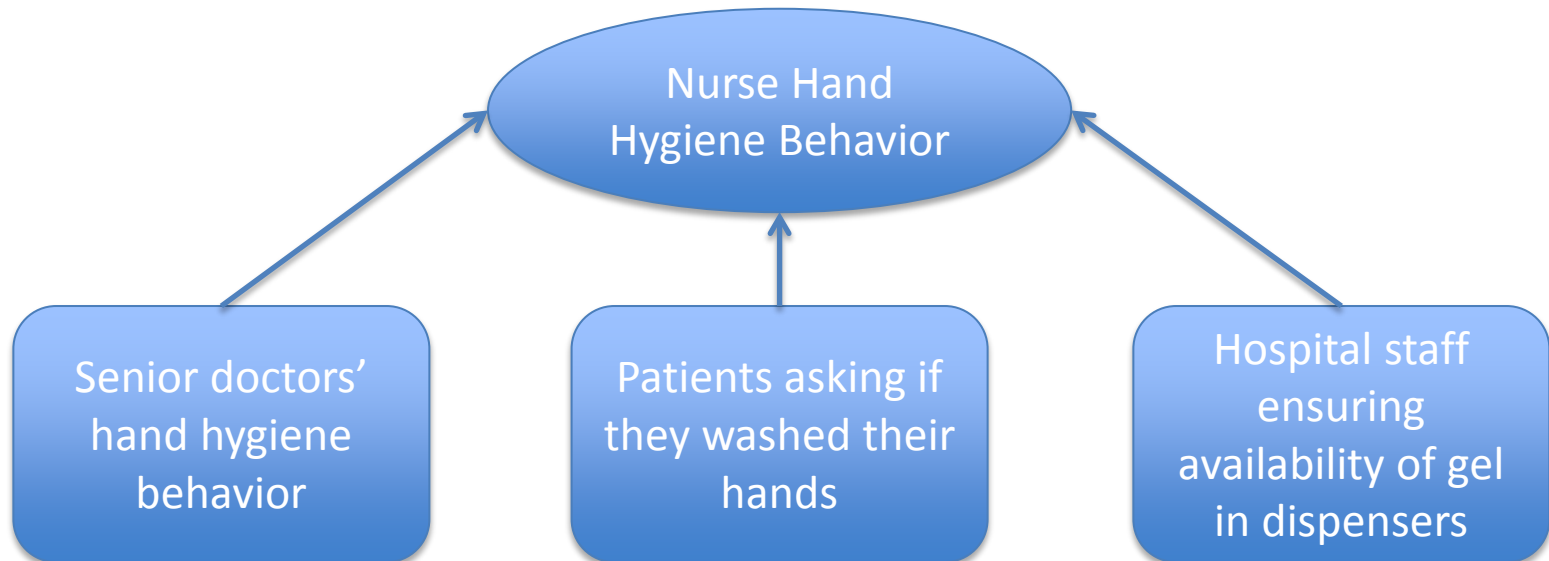 Nurse Hand
Hygiene Behavior
Senior doctors’
hand hygiene
behavior
Patients asking if
they washed their
hands
Hospital staff
ensuring
availability of gel
in dispensers